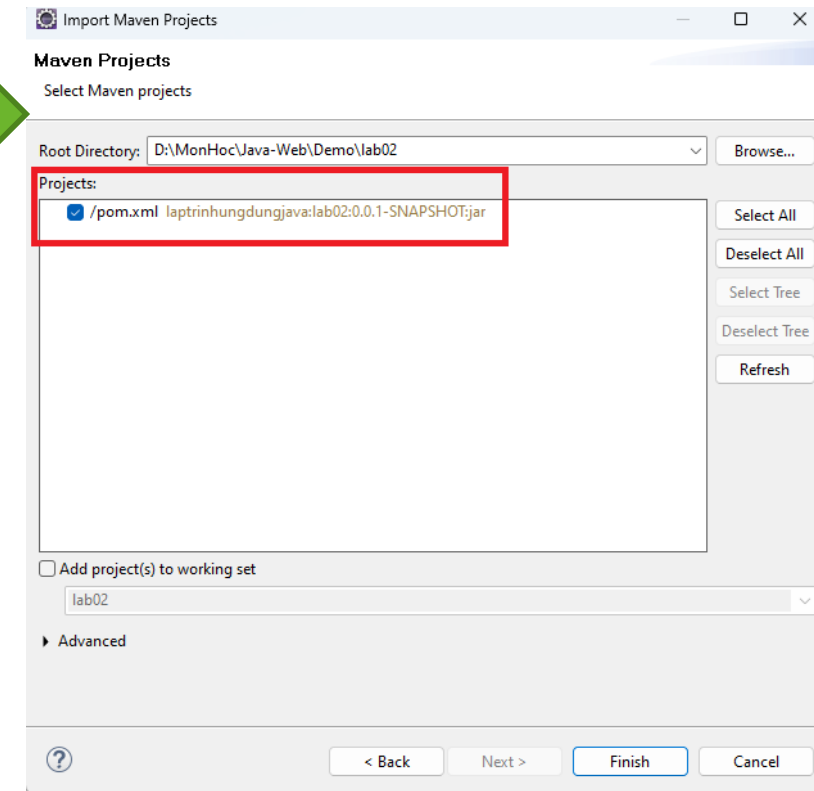 Import Maven Projects
Maven Projects
Select Maven projects
Root Directory: D:\MonHoc\Java-Web\Demo\lab02 Browse...
Projects:
/pom.xml laptrinhungdungjava:lab02:0.0.1-SNAPSHOT:jar
Select All
Deselect All
Select Tree
Deselect Tree
Refresh
Add project(s) to working set
lab02
Advanced
? < Back Next > Finish Cancel